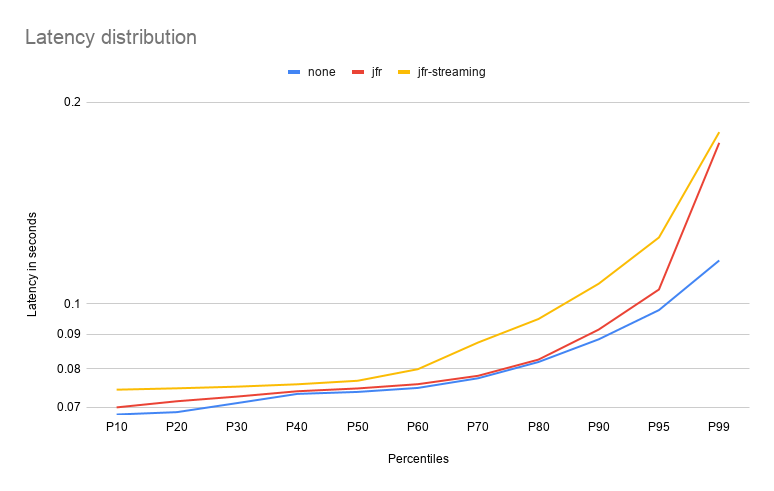 Latency distribution
none jfr jfr-streaming
0.2
0.1
0.09
0.08
0.07
Latency in seconds
P10 P20 P30 P40 P50 P60 P70 P80 P90 P95 P99
Percentiles